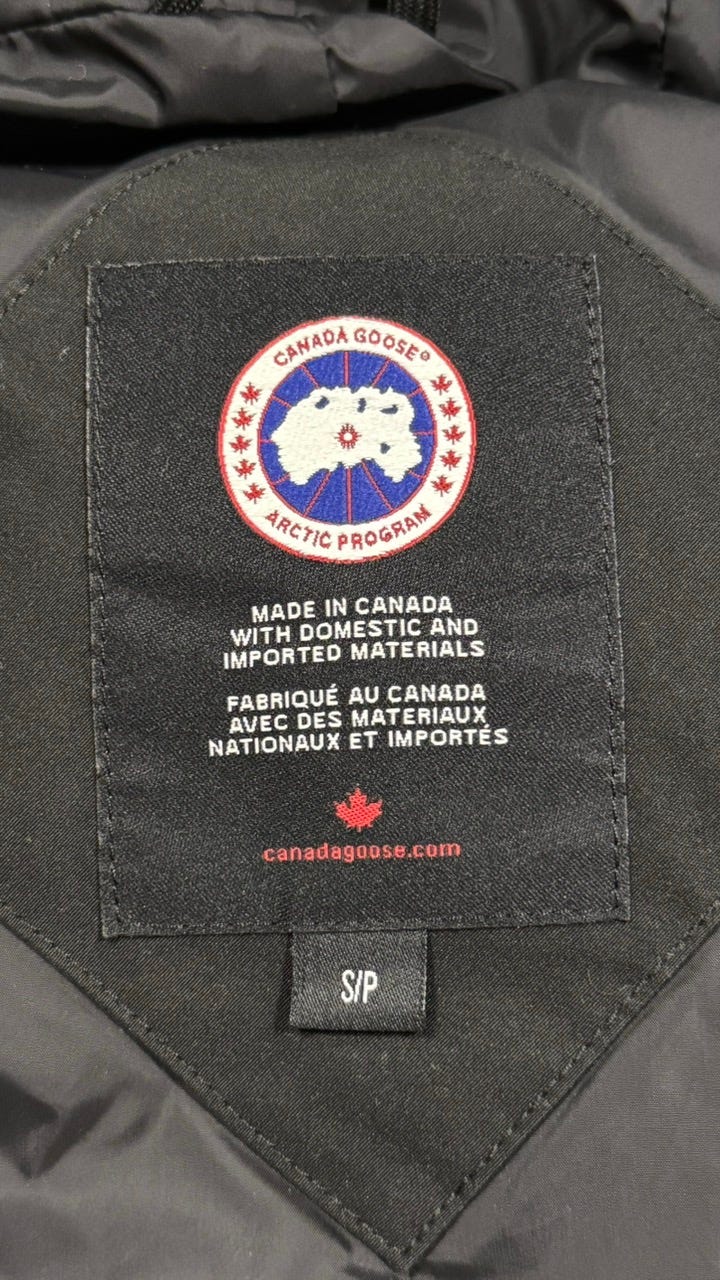 CANADA GOOSE®
ARCTIC PROGRAM
MADE IN CANADA
WITH DOMESTIC AND
IMPORTED MATERIALS
FABRIQUÉ AU CANADA
AVEC DES MATERIAUX
NATIONAUX ET IMPORTÉS
canadagoose.com
S/P